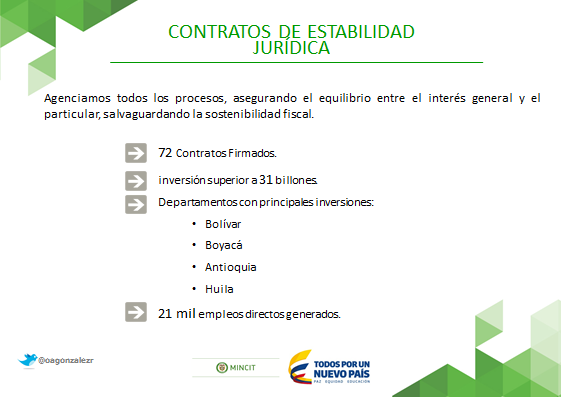 CONTRATOS DE ESTABILIDAD
JURÍDICA
Agenciamos todos los procesos, asegurando el equilibrio entre el interés general y el
particular, salvaguardando la sostenibilidad fiscal.
72 Contratos Firmados.
inversión superior a 31 billones.
Departamentos con principales inversiones:
• Bolívar
• Boyacá
• Antioquia
• Huila
21 mil empleos directos generados.
@oagonzalezr
MINCIT
TODOS POR UN
NUEVO PAÍS
PAZ EQUIDAD EDUCACIÓN